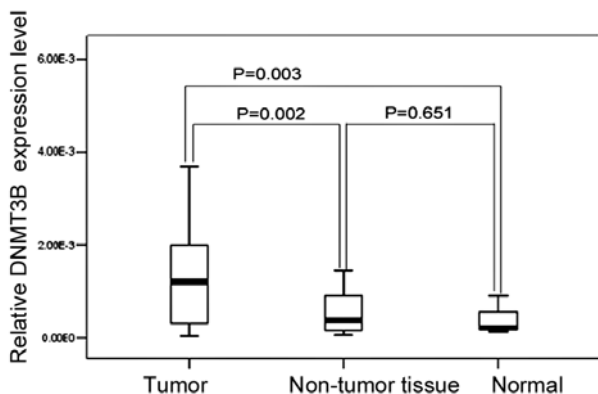 Relative DNMT3B expression level
6.00E-3
4.00E-3
2.00E-3
0.00E0
P=0.003
P=0.002
P=0.651
Tumor
Non-tumor tissue
Normal